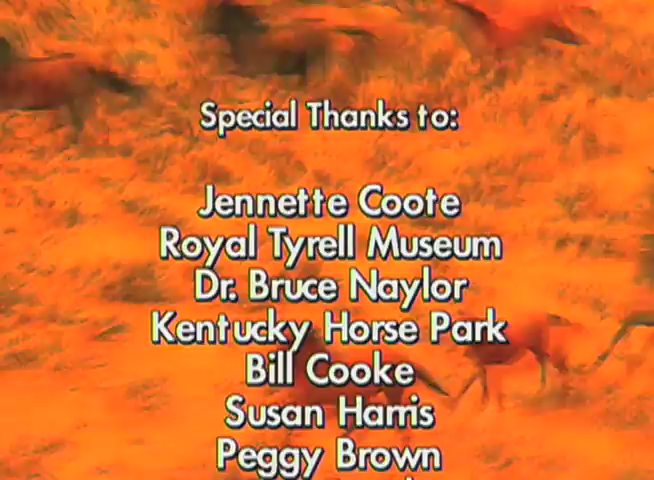 Special Thanks to:
Jennette Coote
Royal Tyrell Museum
Dr. Bruce Naylor
Kentucky Horse Park
Bill Cooke
Susan Harris
Peggy Brown